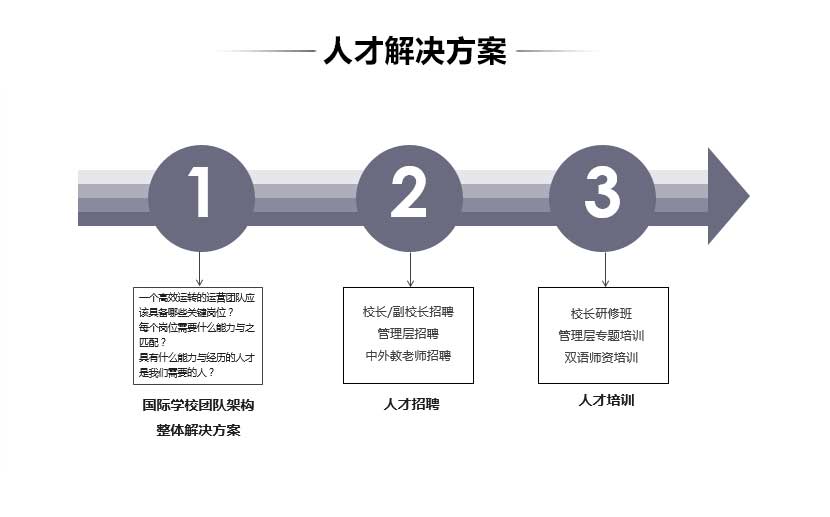 人才解决方案
1
2
3
一个高效运转的运营团队应
该具备哪些关键岗位？
每个岗位需要什么能力与之
匹配？
具有什么能力与经历的人才
是我们需要的人？
国际学校团队架构
整体解决方案
校长/副校长招聘
管理层招聘
中外教老师招聘
人才招聘
校长研修班
管理层专题培训
双语师资培训
人才培训